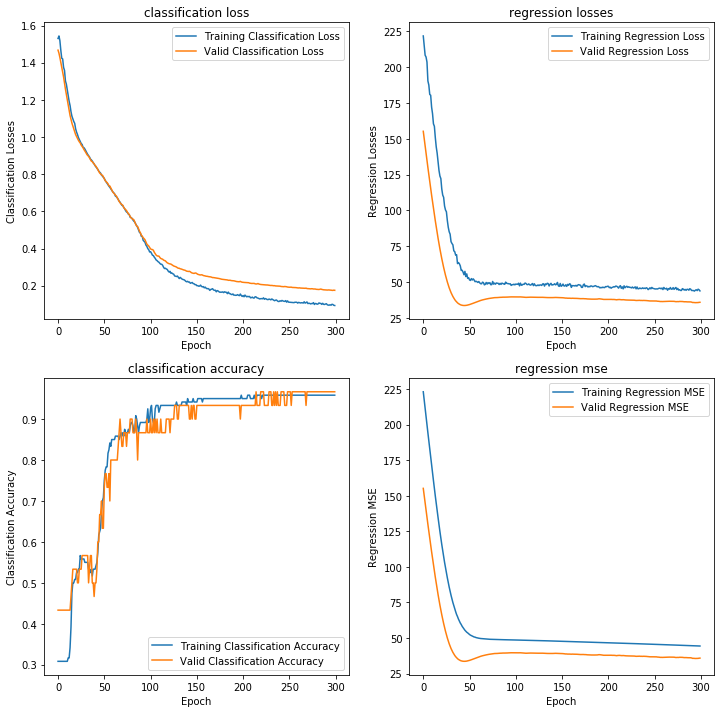 classification loss
Classification Losses
1.6
1.4
1.2
1.0
0.8
0.6
0.4
0.2
Training Classification Loss
Valid Classification Loss
0 50 100 150 200 250 300
Epoch
regression losses
Regression Losses
225
200
175
150
125
100
75
50
25
Training Regression Loss
Valid Regression Loss
0 50 100 150 200 250 300
Epoch
classification accuracy
Classification Accuracy
0.9
0.8
0.7
0.6
0.5
0.4
0.3
Training Classification Accuracy
Valid Classification Accuracy
0 50 100 150 200 250 300
Epoch
regression mse
Regression MSE
225
200
175
150
125
100
75
50
25
Training Regression MSE
Valid Regression MSE
0 50 100 150 200 250 300
Epoch